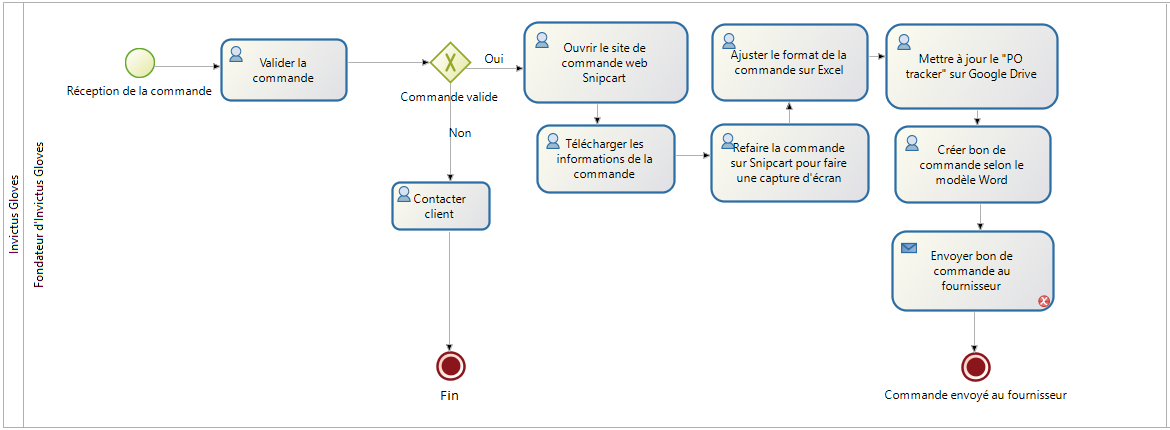 Invictus Gloves
Fondateur d'Invictus Gloves
Réception de la commande
Valider la
commande
Commande valide
Oui
Non
Contacter
client
Fin
Ouvrir le site de
commande web
Snipcart
Télécharger les
informations de la
commande
Refaire la commande
sur Snipcart pour faire
une capture d'écran
Ajuster le format de la
commande sur Excel
Mettre à jour le "PO
tracker" sur Google Drive
Créer bon de
commande selon le
modèle Word
Envoyer bon de
commande au
fournisseur
Commande envoyé au fournisseur